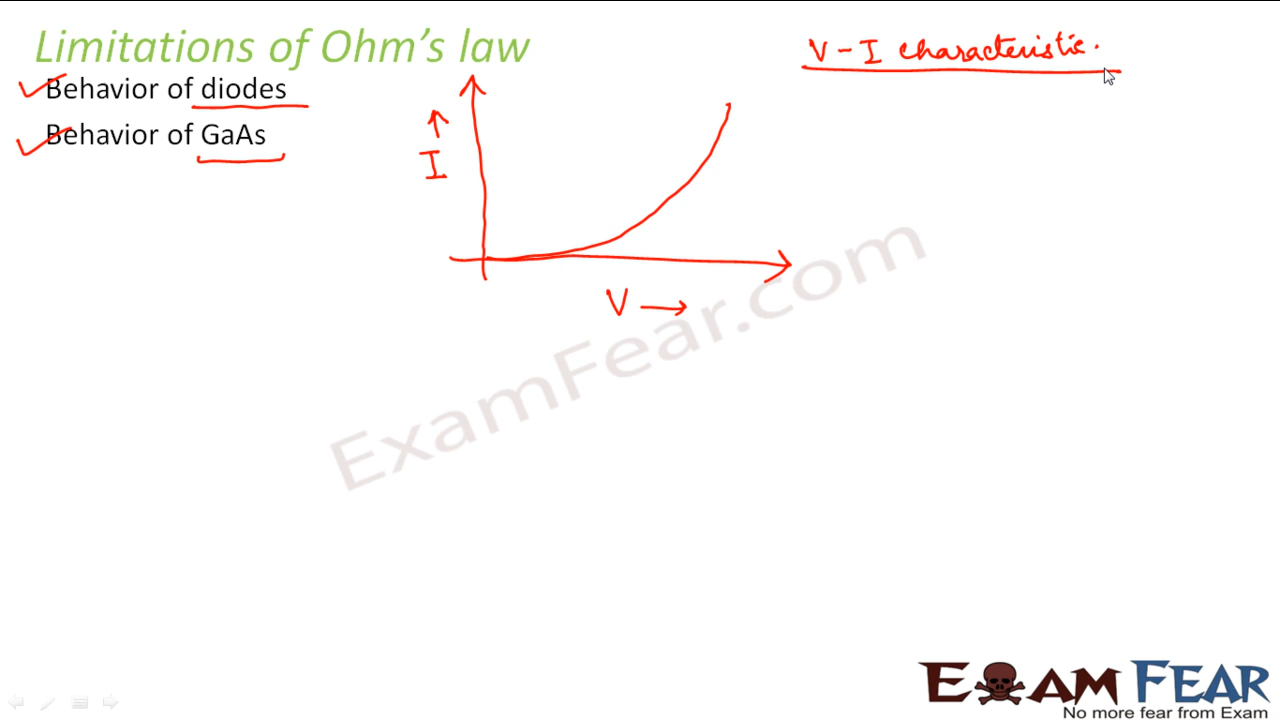 Limitations of Ohm's law
V - I characteristic.
Behavior of diodes
Behavior of GaAs
I
V
ExamFear.com
EXAM FEAR
No more fear from Exam